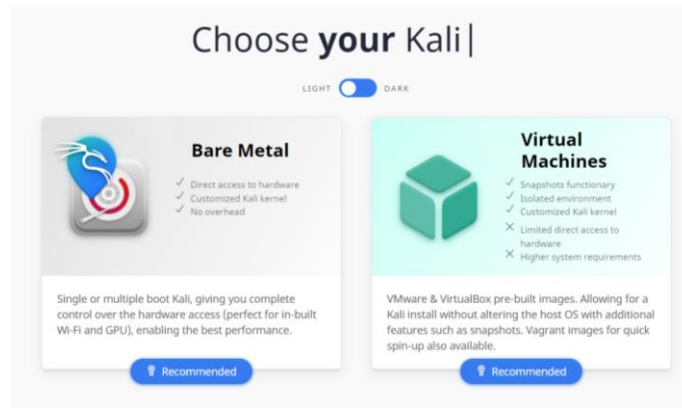 Choose your Kali
LIGHT
DARK
Bare Metal
Direct access to hardware
Customized Kali kernel
No overhead
Single or multiple boot Kali, giving you complete
control over the hardware access (perfect for in-built
Wi-Fi and GPU), enabling the best performance.
Recommended
Virtual
Machines
Snapshots functionary
Isolated environment
Customized Kali kernel
Limited direct access to
hardware
Higher system requirements
VMware & VirtualBox pre-built images. Allowing for a
Kali install without altering the host OS with additional
features such as snapshots. Vagrant images for quick
spin-up also available.
Recommended